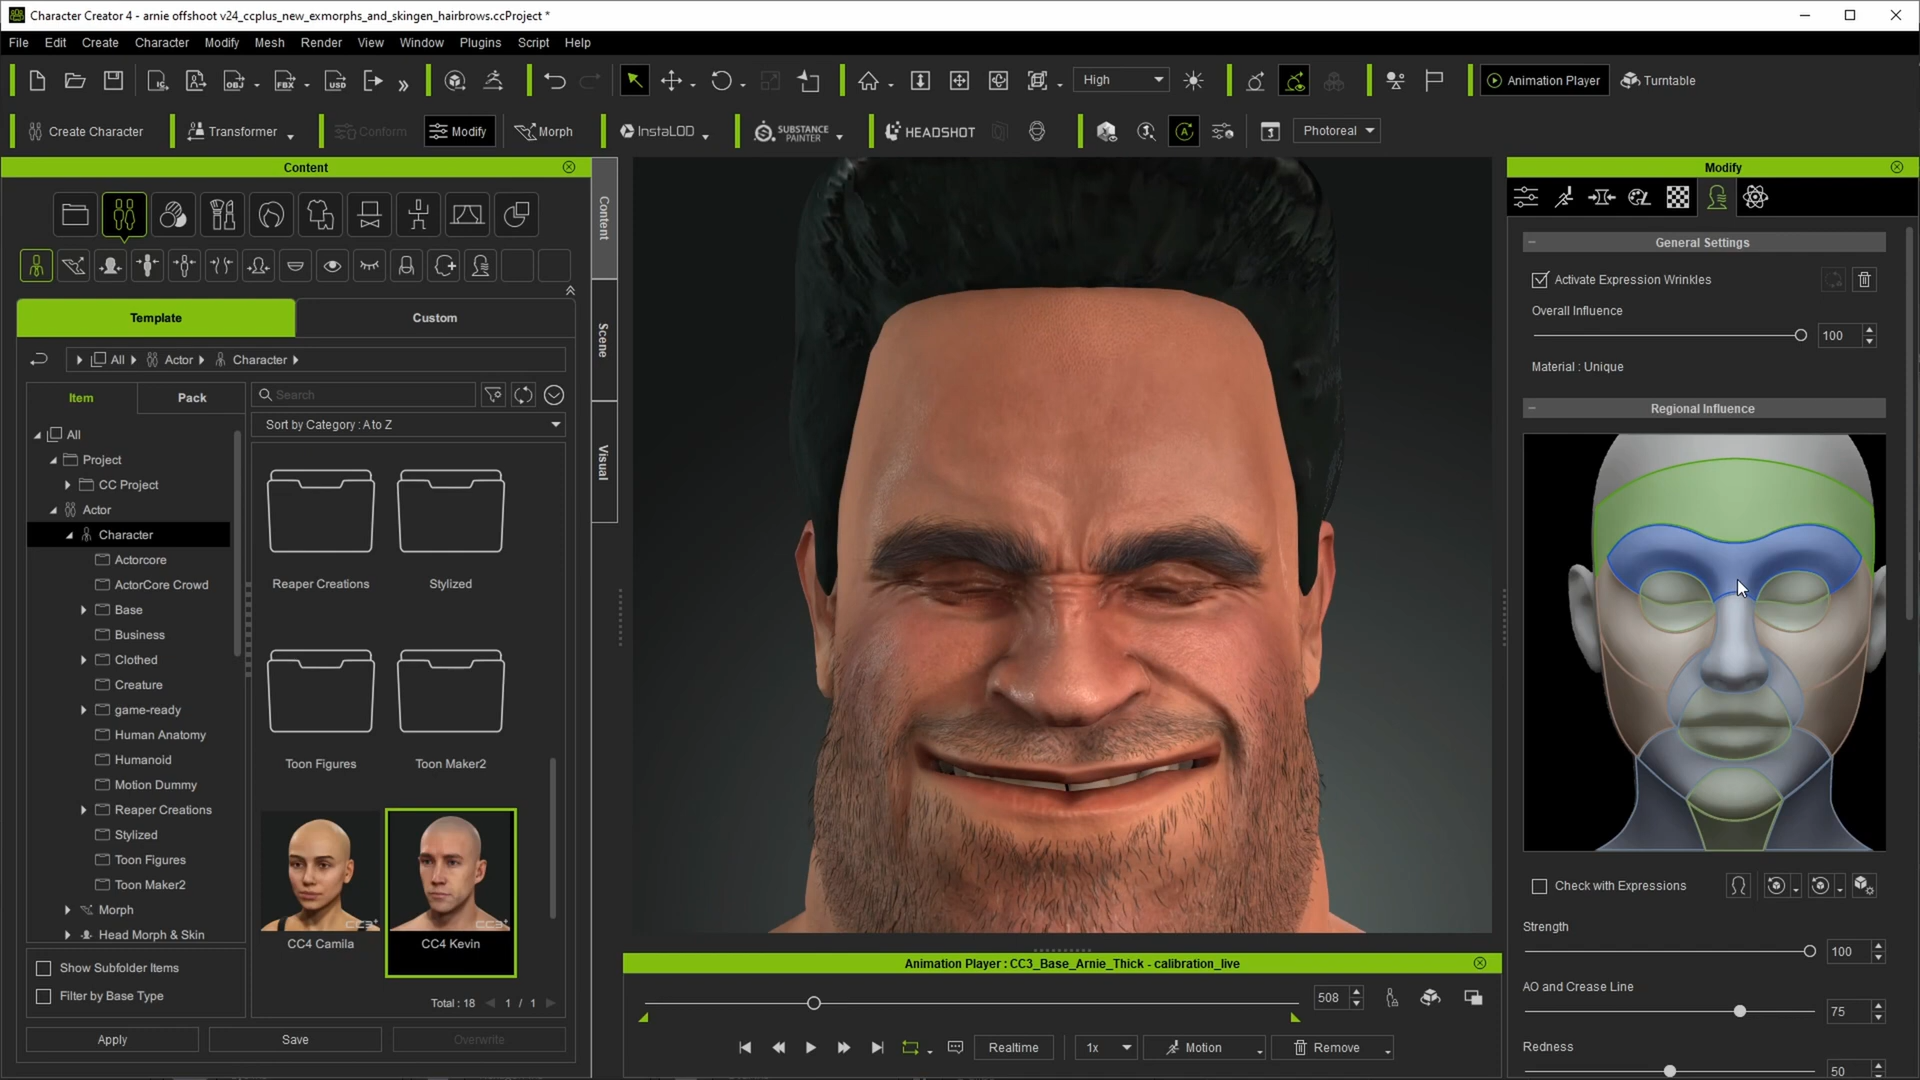 Character Creator 4 - arnie offshoot v24_ccplus_new_exmorphs_and_skingen_hairbrows.ccProject *
File Edit Create Character Modify Mesh Render View Window Plugins Script Help
OBJ FBX USD High Animation Player Turntable
Create Character Transformer Conform Modify Morph InstaLOD SUBSTANCE PAINTER HEADSHOT Photoreal
Content
Content
Scene
Visual
Template Custom
All Actor Character
Item Pack
Search
Sort by Category : A to Z
All
Project
CC Project
Actor
Character
Actorcore
ActorCore Crowd
Base
Business
Clothed
Creature
game-ready
Human Anatomy
Humanoid
Motion Dummy
Reaper Creations
Stylized
Toon Figures
Toon Maker2
Morph
Head Morph & Skin
Reaper Creations Stylized
Toon Figures Toon Maker2
CC3+ CC3+
CC4 Camila CC4 Kevin
Show Subfolder Items
Filter by Base Type
Total : 18 1 / 1
Apply Save Overwrite
Animation Player : CC3_Base_Arnie_Thick - calibration_live
508
Realtime 1x Motion Remove
Modify
General Settings
Activate Expression Wrinkles
Overall Influence
100
Material : Unique
Regional Influence
Check with Expressions
Strength
100
AO and Crease Line
75
Redness
50